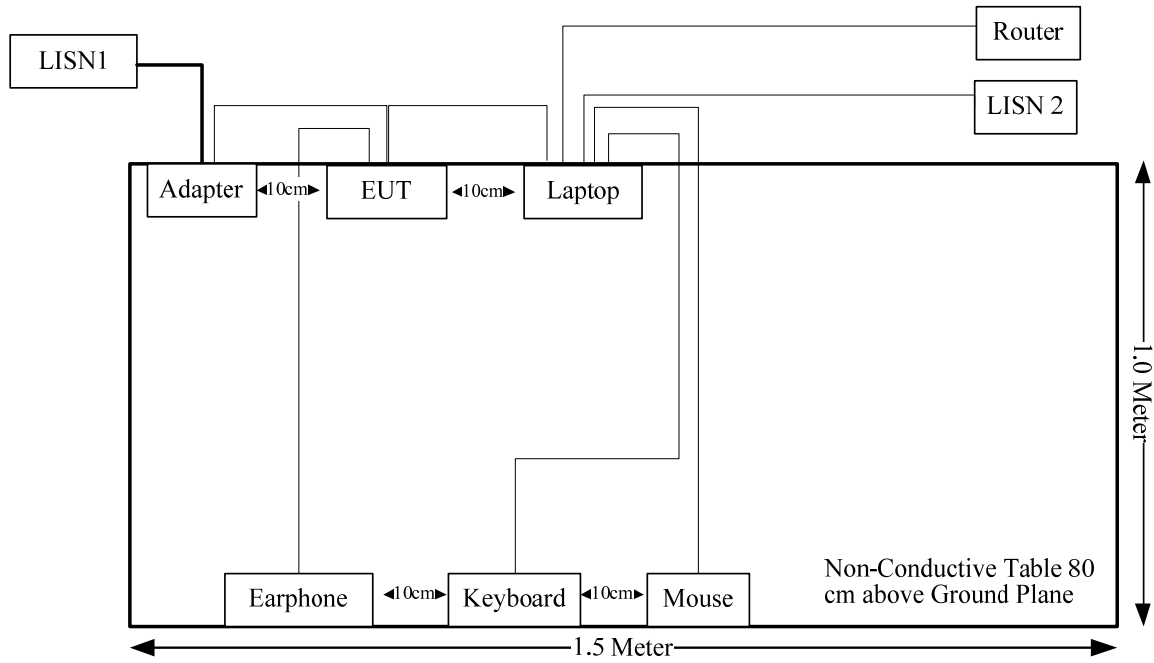 LISN1
Router
LISN 2
Adapter
10cm
EUT
10cm
Laptop
1.0 Meter
Non-Conductive Table 80
cm above Ground Plane
Earphone
10cm
Keyboard
10cm
Mouse
1.5 Meter